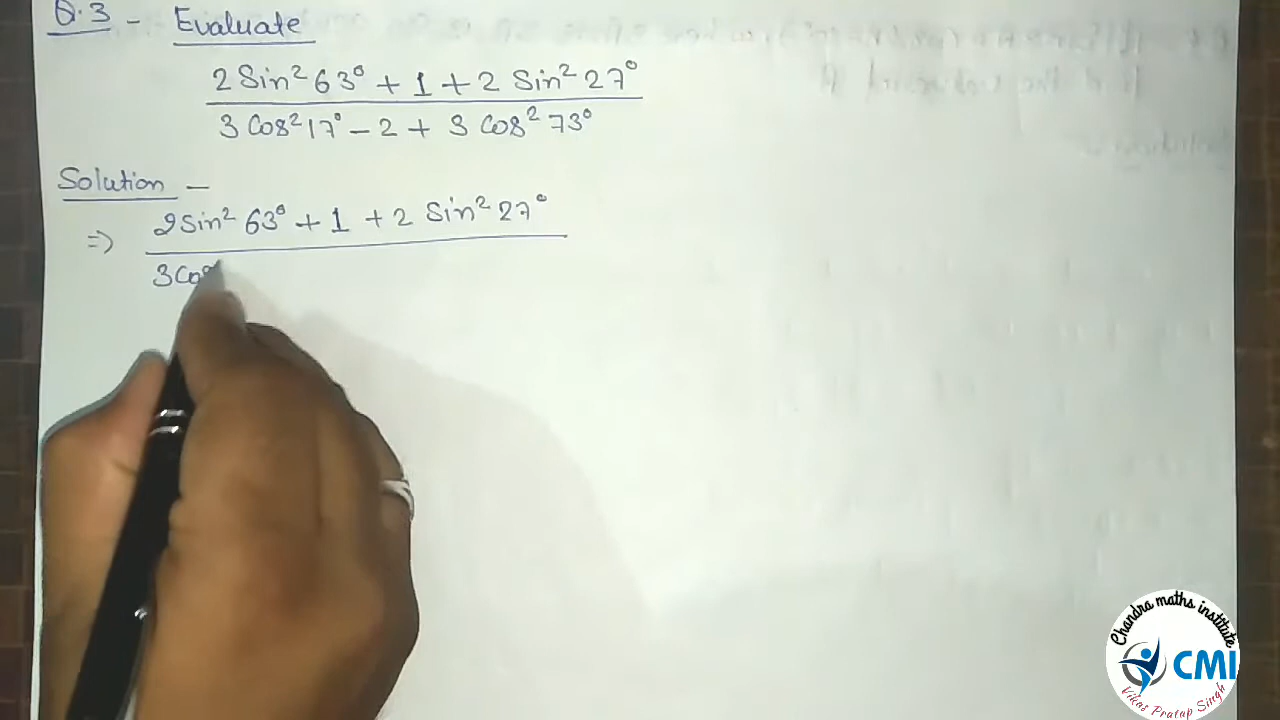 Q.3 - Evaluate
2 Sin² 63° + 1 + 2 Sin² 27°
3 Cos² 17° - 2 + 3 Cos² 73°
Solution -
=> 2 Sin² 63° + 1 + 2 Sin² 27°
3 Cos
Chandra maths institute
CMI
Vikas Pratap Singh